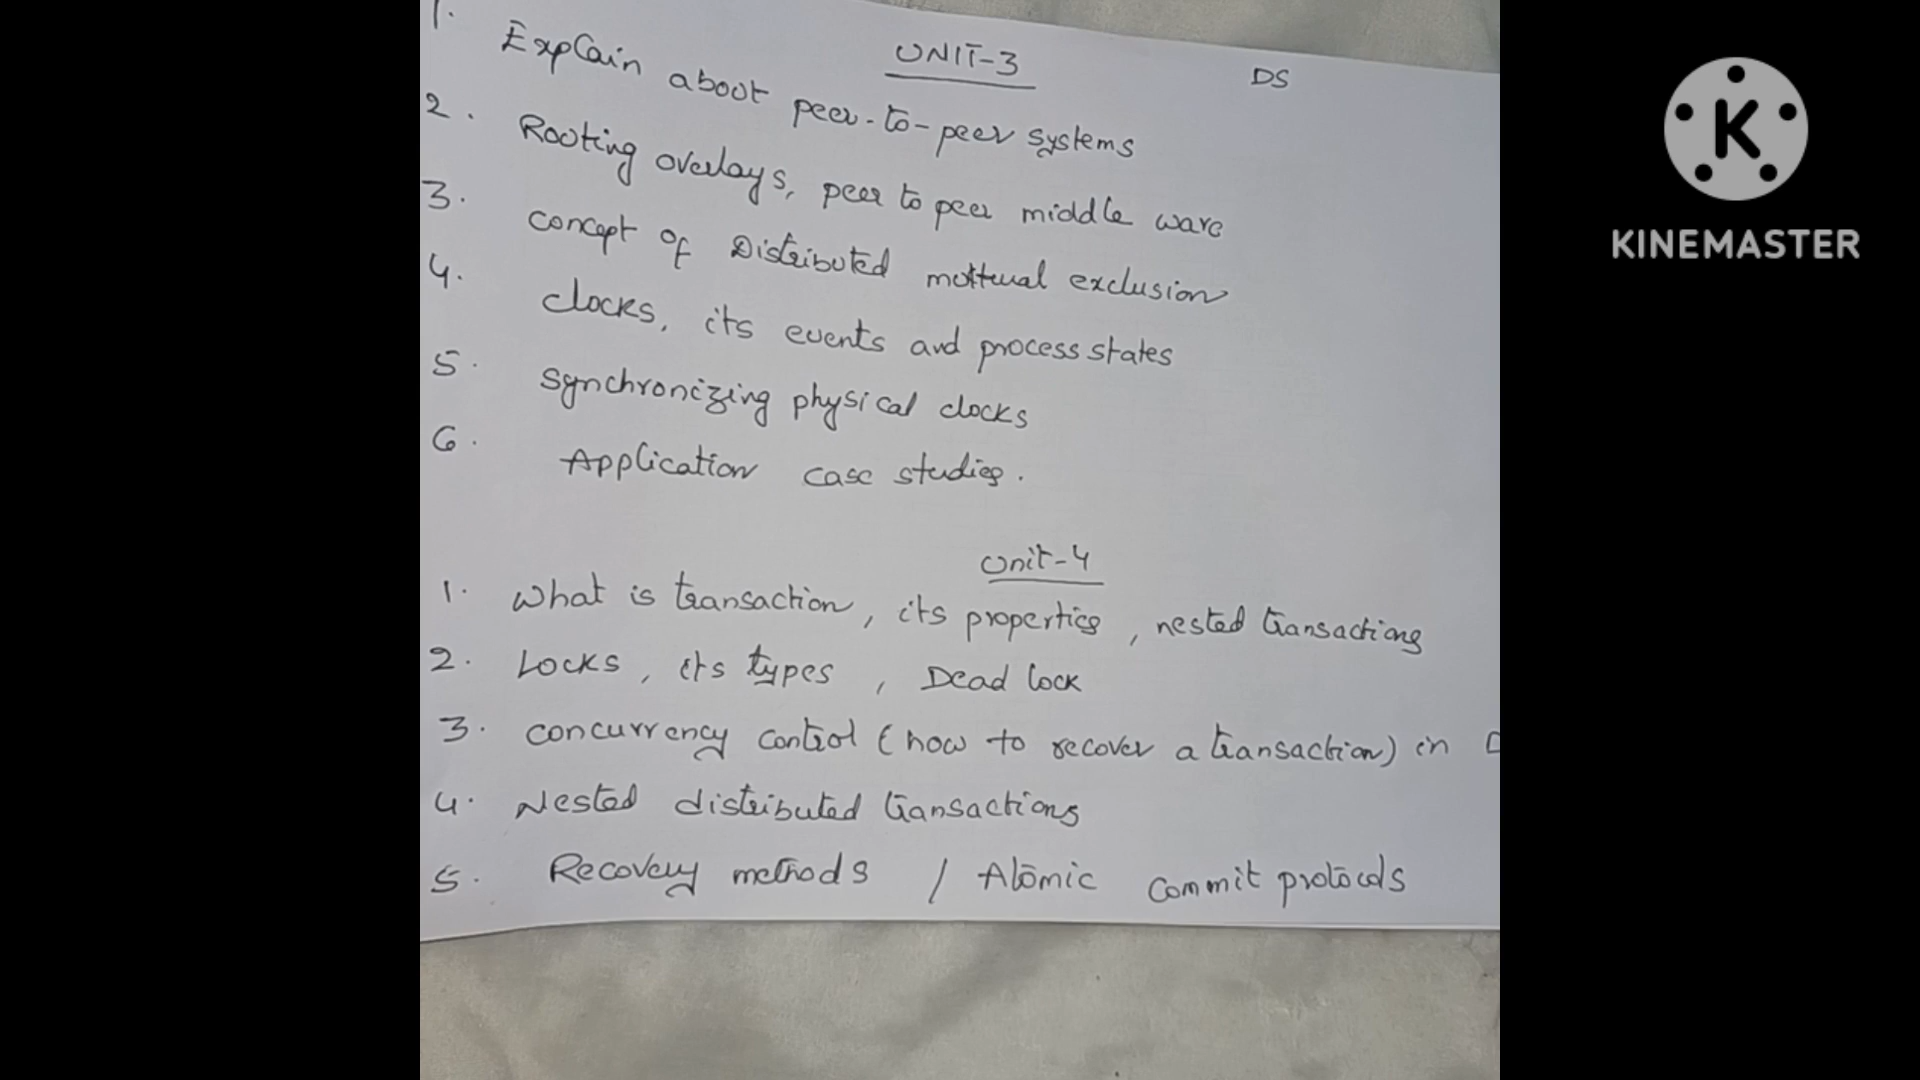 UNIT-3
DS
1. Explain about peer-to-peer systems
2. Rooting overlays, peer to peer middle ware
3. concept of Distributed muttual exclusion
4. clocks, its events and process states
5. synchronizing physical clocks
6. Application case studies.
Unit-4
1. what is transaction, its properties, nested transactions
2. Locks, its types, Dead lock
3. concurrency control (how to recover a transaction) in
4. Nested distributed transactions
5. Recovery methods / Atomic commit protocols
K
KINEMASTER